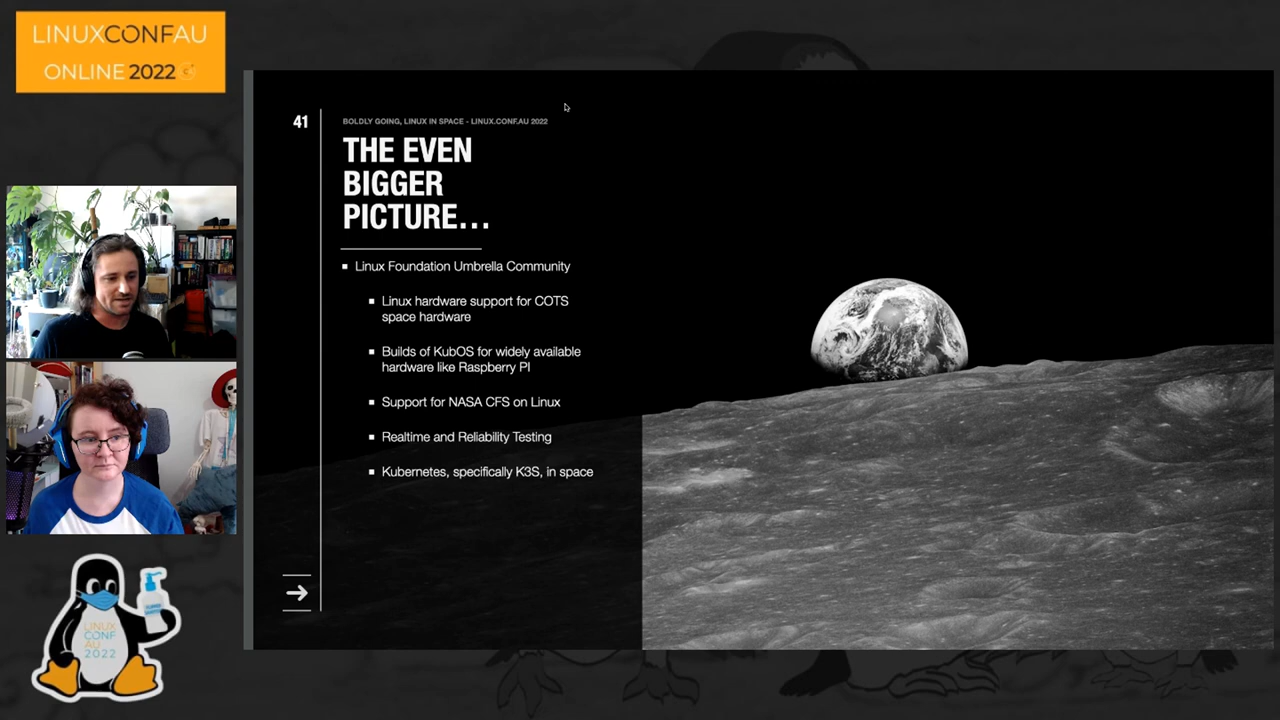 LINUXCONFAU
ONLINE 2022
41
BOLDLY GOING, LINUX IN SPACE - LINUX.CONF.AU 2022
THE EVEN
BIGGER
PICTURE...
Linux Foundation Umbrella Community
Linux hardware support for COTS
space hardware
Builds of KubOS for widely available
hardware like Raspberry PI
Support for NASA CFS on Linux
Realtime and Reliability Testing
Kubernetes, specifically K3S, in space
LINUX
CONF
AU
2022